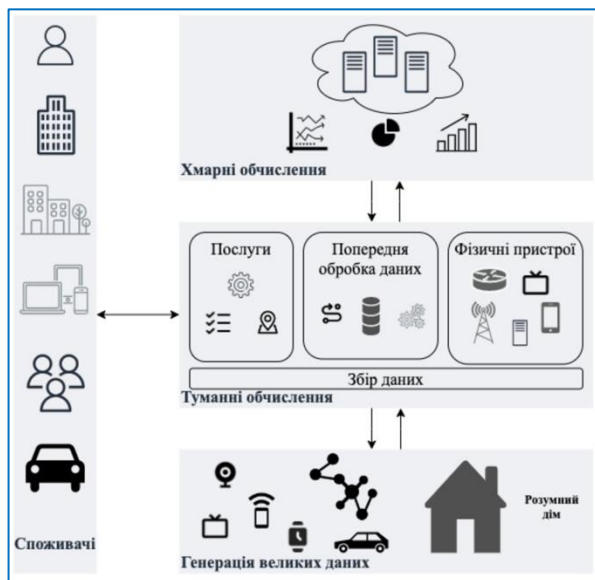 Хмарні обчислення
Послуги
Попередня
обробка даних
Фізичні пристрої
Збір даних
Туманні обчислення
Розумний
дім
Споживачі
Генерація великих даних